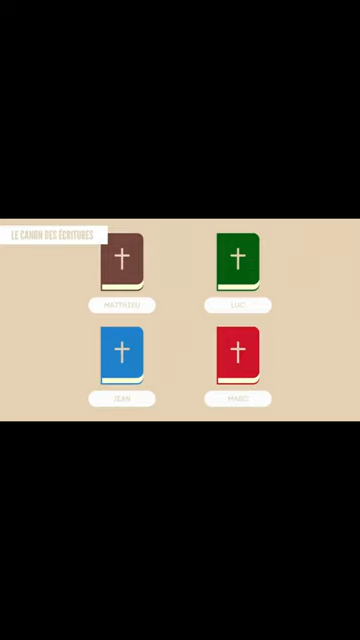 LE CANON DES ÉCRITURES
MATTHIEU
LUC
JEAN
MARC